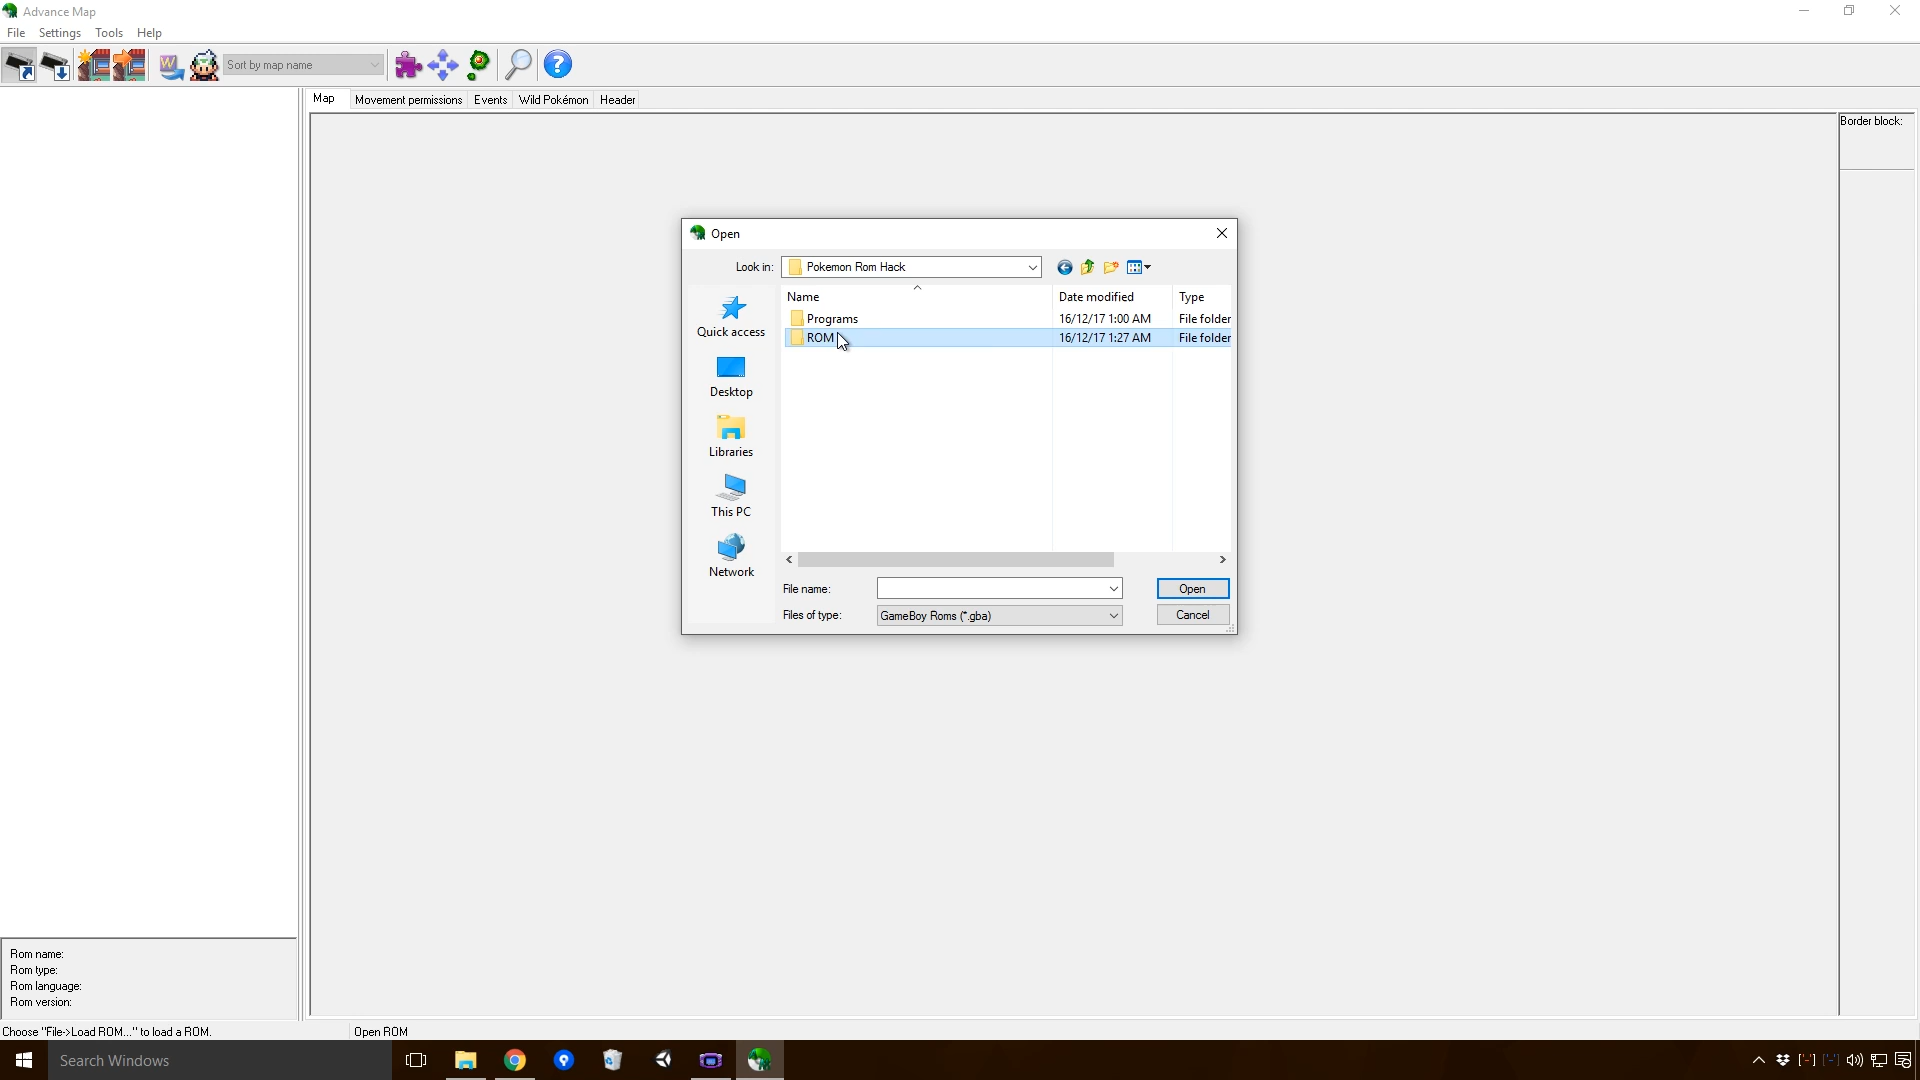 Advance Map
File Settings Tools Help
Sort by map name
Map Movement permissions Events Wild Pokémon Header
Border block:
Open
Look in: Pokemon Rom Hack
Name Date modified Type
Programs 16/12/17 1:00 AM File folder
ROM 16/12/17 1:27 AM File folder
Quick access
Desktop
Libraries
This PC
Network
File name: Open
Files of type: GameBoy Roms (*.gba) Cancel
Rom name:
Rom type:
Rom language:
Rom version:
Choose "File->Load ROM..." to load a ROM. Open ROM
Search Windows